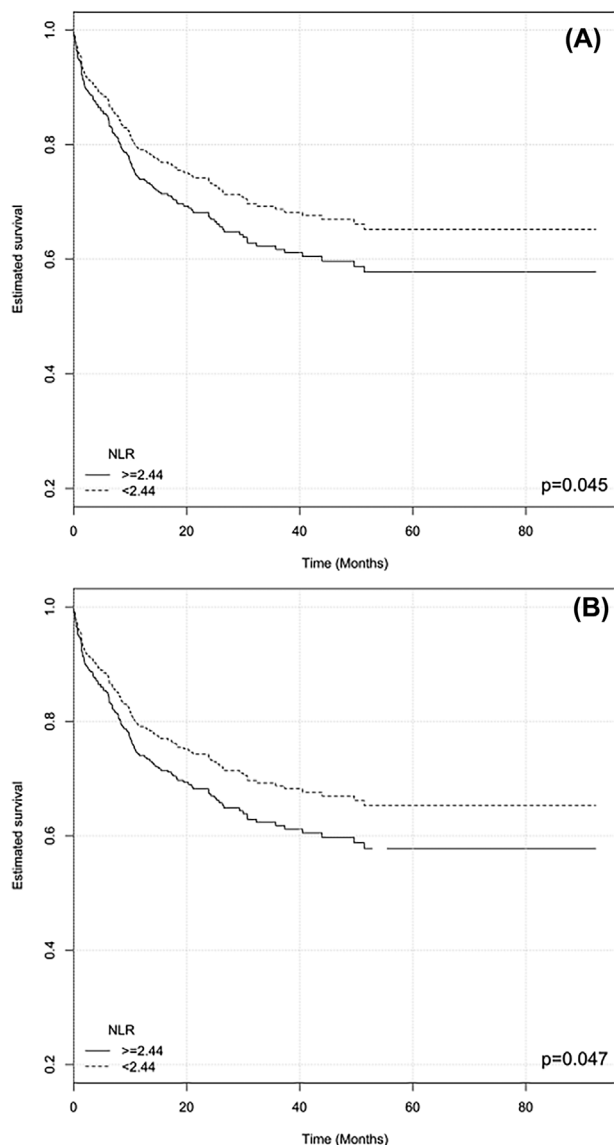 (A)
Estimated survival
1.0
0.8
0.6
0.4
0.2
NLR
>=2.44
<2.44
p=0.045
0 20 40 60 80
Time (Months)
(B)
Estimated survival
1.0
0.8
0.6
0.4
0.2
NLR
>=2.44
<2.44
p=0.047
0 20 40 60 80
Time (Months)